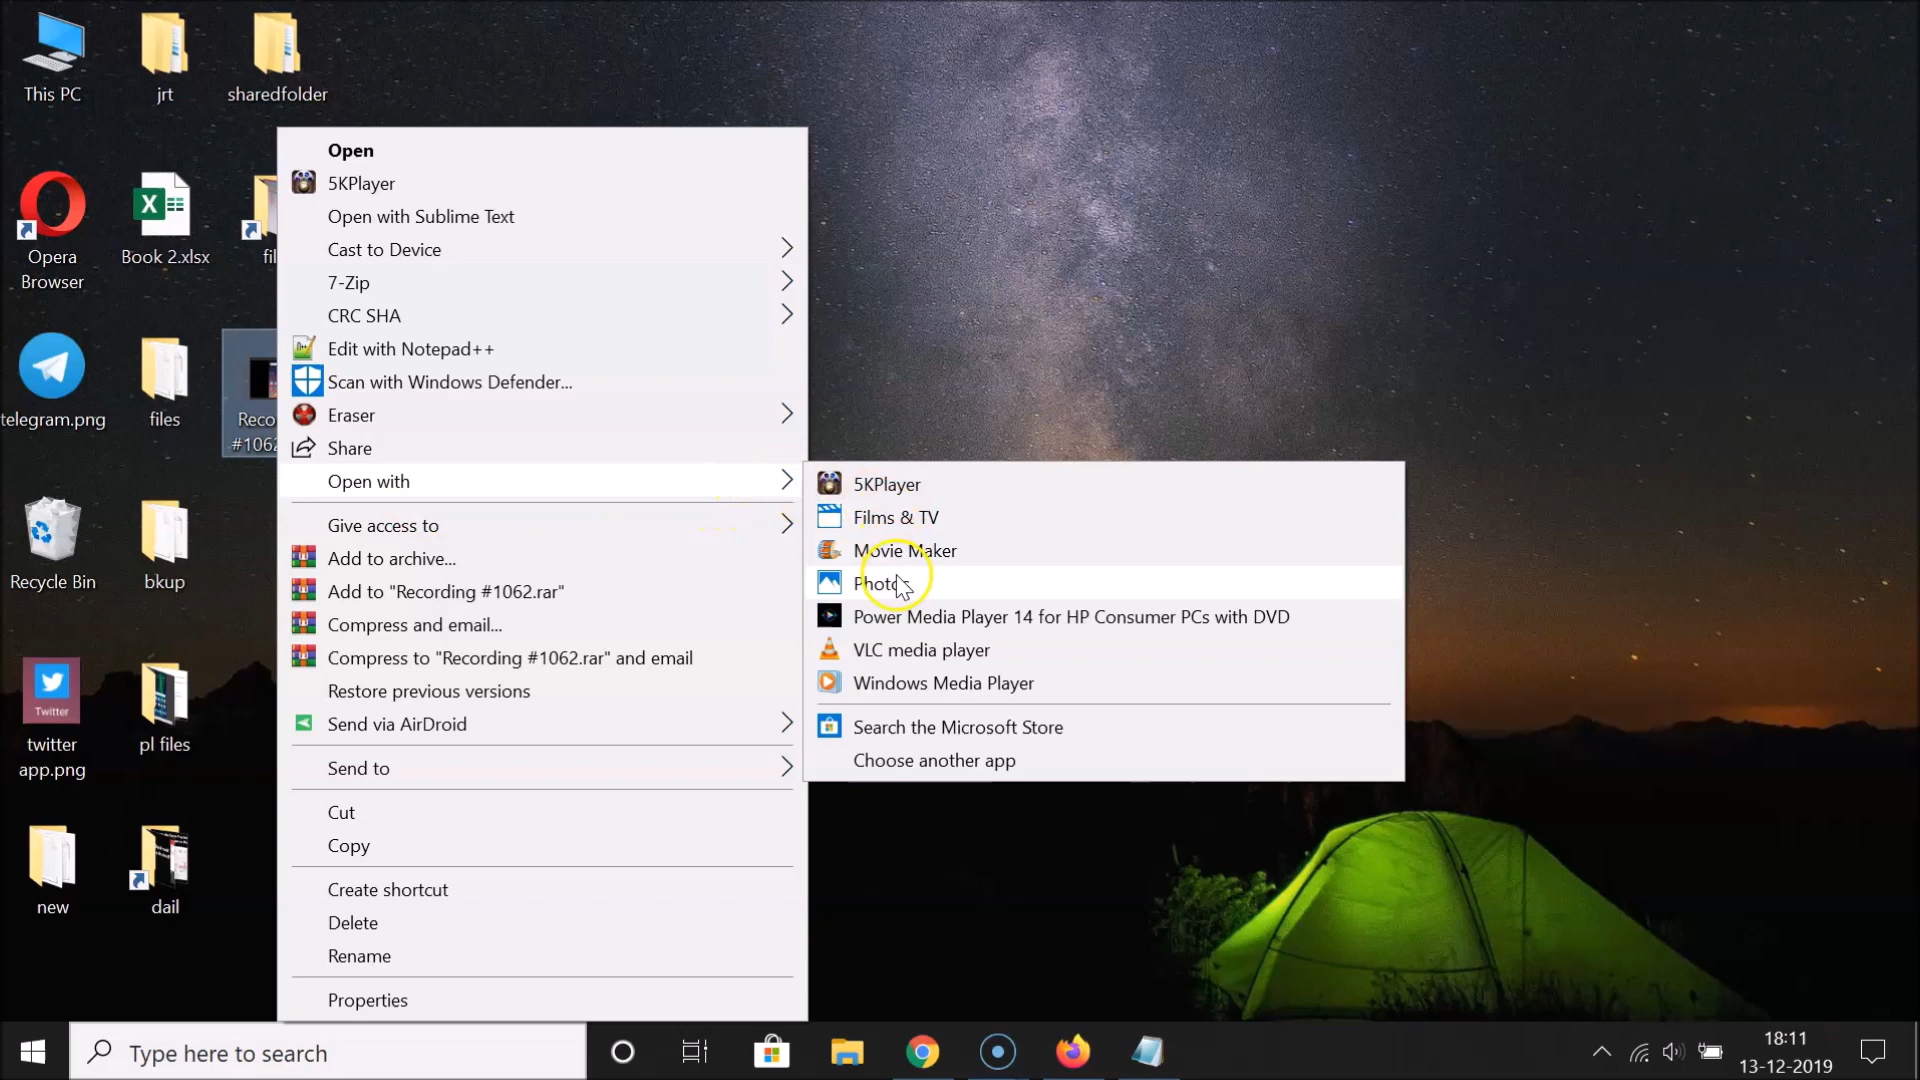 This PC
jrt
sharedfolder
Opera
Browser
Book 2.xlsx
fil
telegram.png
files
Reco
#1062
Recycle Bin
bkup
Twitter
twitter
app.png
pl files
new
dail
Open
5KPlayer
Open with Sublime Text
Cast to Device
7-Zip
CRC SHA
Edit with Notepad++
Scan with Windows Defender...
Eraser
Share
Open with
Give access to
Add to archive...
Add to "Recording #1062.rar"
Compress and email...
Compress to "Recording #1062.rar" and email
Restore previous versions
Send via AirDroid
Send to
Cut
Copy
Create shortcut
Delete
Rename
Properties
5KPlayer
Films & TV
Movie Maker
Photos
Power Media Player 14 for HP Consumer PCs with DVD
VLC media player
Windows Media Player
Search the Microsoft Store
Choose another app
Type here to search
18:11
13-12-2019